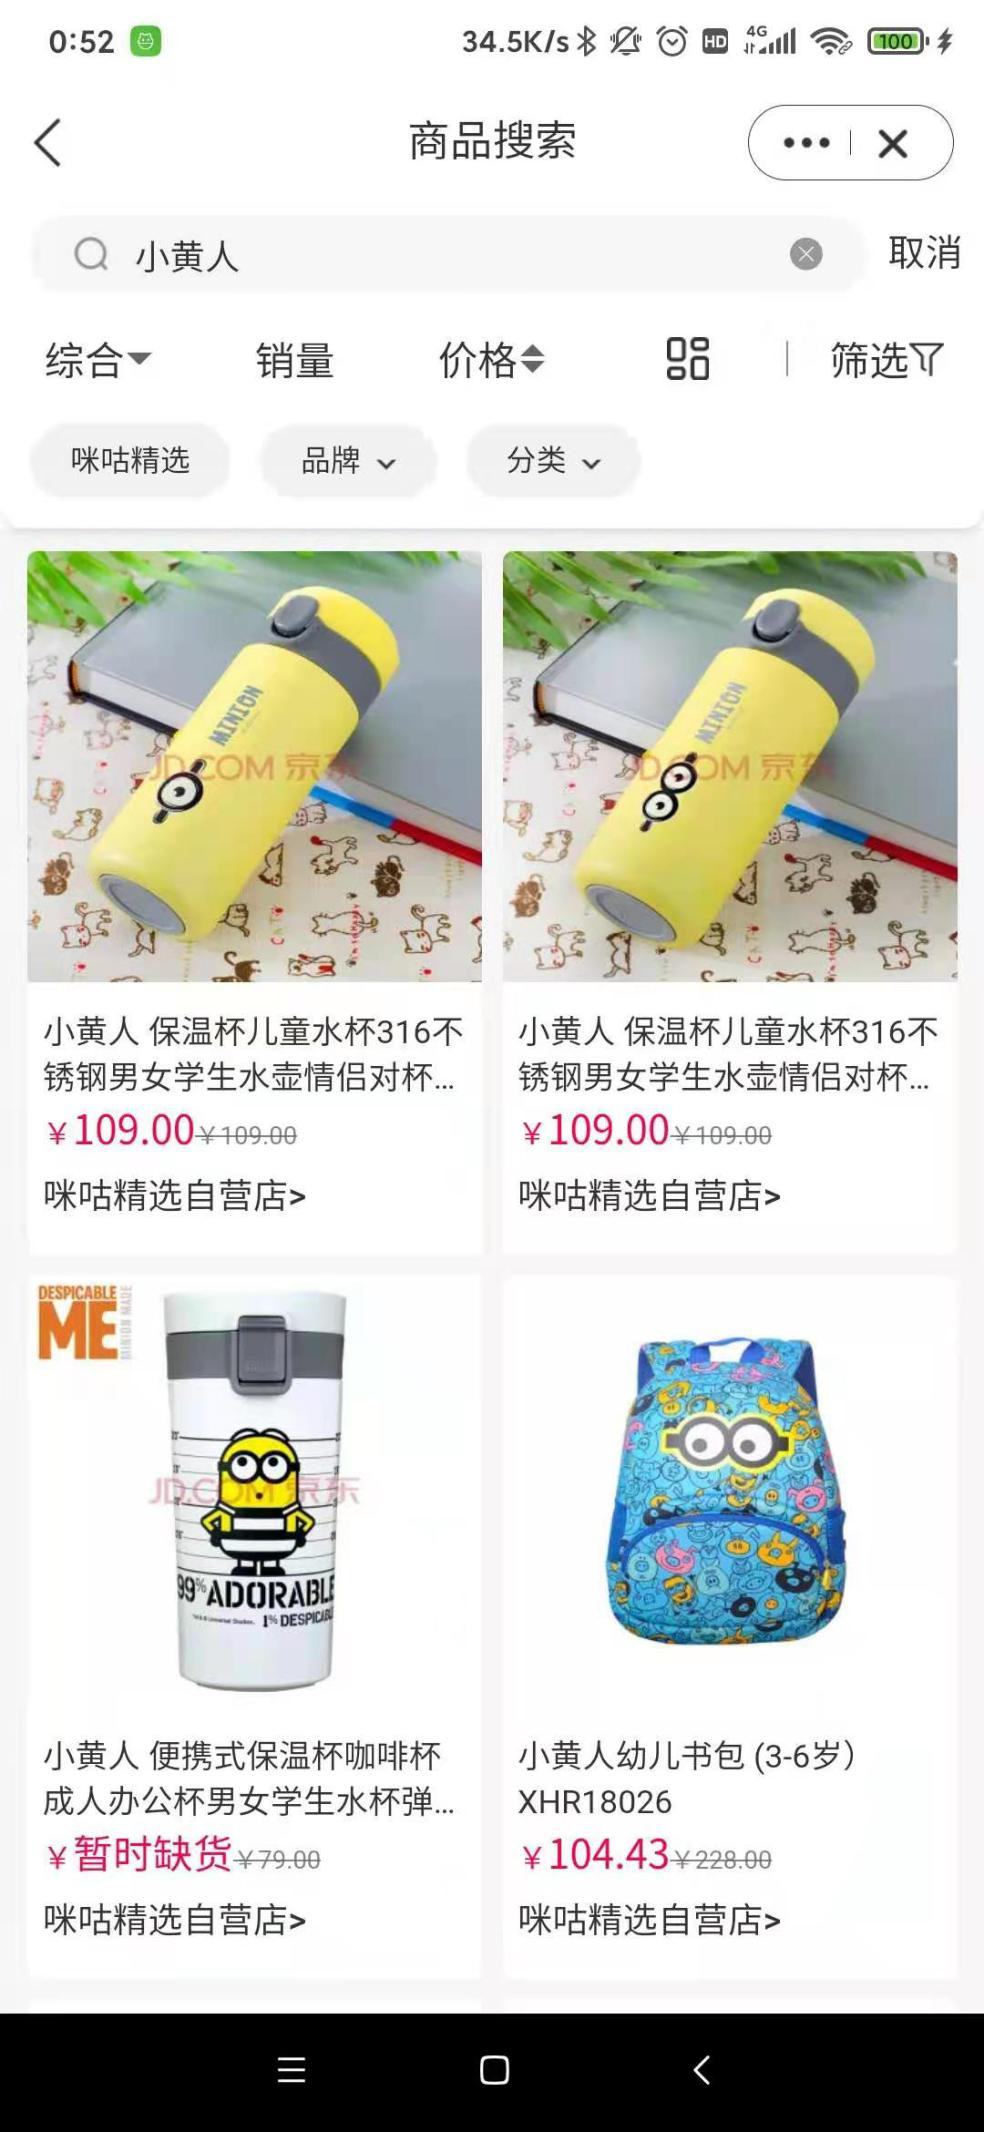 0:52 34.5K/s HD 4G 100
商品搜索
小黄人 取消
综合 销量 价格 筛选
咪咕精选 品牌 分类
MINION
JD.COM 京东
MINION
JD.COM 京东
小黄人 保温杯儿童水杯316不
锈钢男女学生水壶情侣对杯...
￥109.00￥109.00
咪咕精选自营店>
小黄人 保温杯儿童水杯316不
锈钢男女学生水壶情侣对杯...
￥109.00￥109.00
咪咕精选自营店>
DESPICABLE
ME
MINION MADE
JD.COM 京东
99% ADORABLE
1% DESPICABL
小黄人 便携式保温杯咖啡杯
成人办公杯男女学生水杯弹...
￥暂时缺货￥79.00
咪咕精选自营店>
小黄人幼儿书包 (3-6岁）
XHR18026
￥104.43￥228.00
咪咕精选自营店>